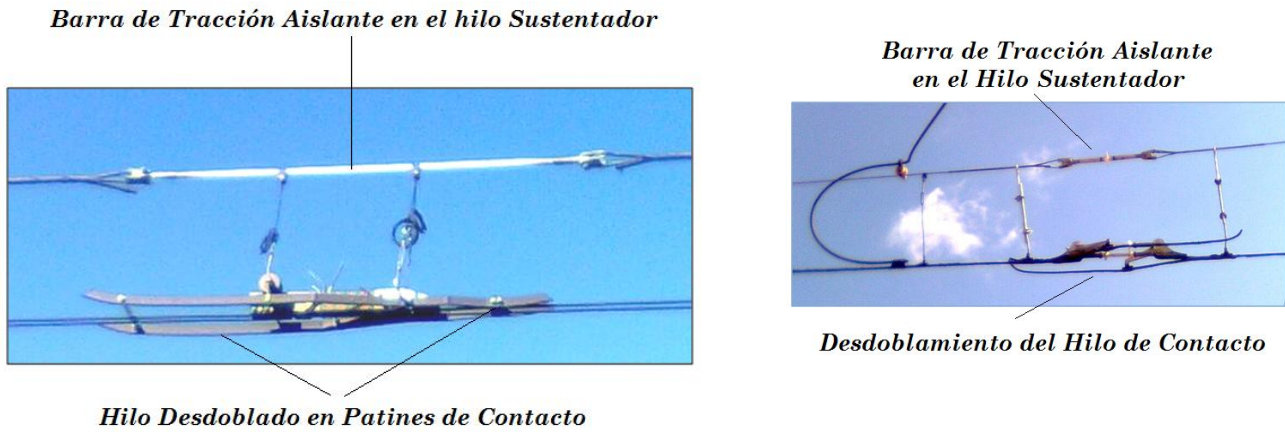 Barra de Tracción Aislante en el hilo Sustentador
Hilo Desdoblado en Patines de Contacto
Barra de Tracción Aislante
en el Hilo Sustentador
Desdoblamiento del Hilo de Contacto